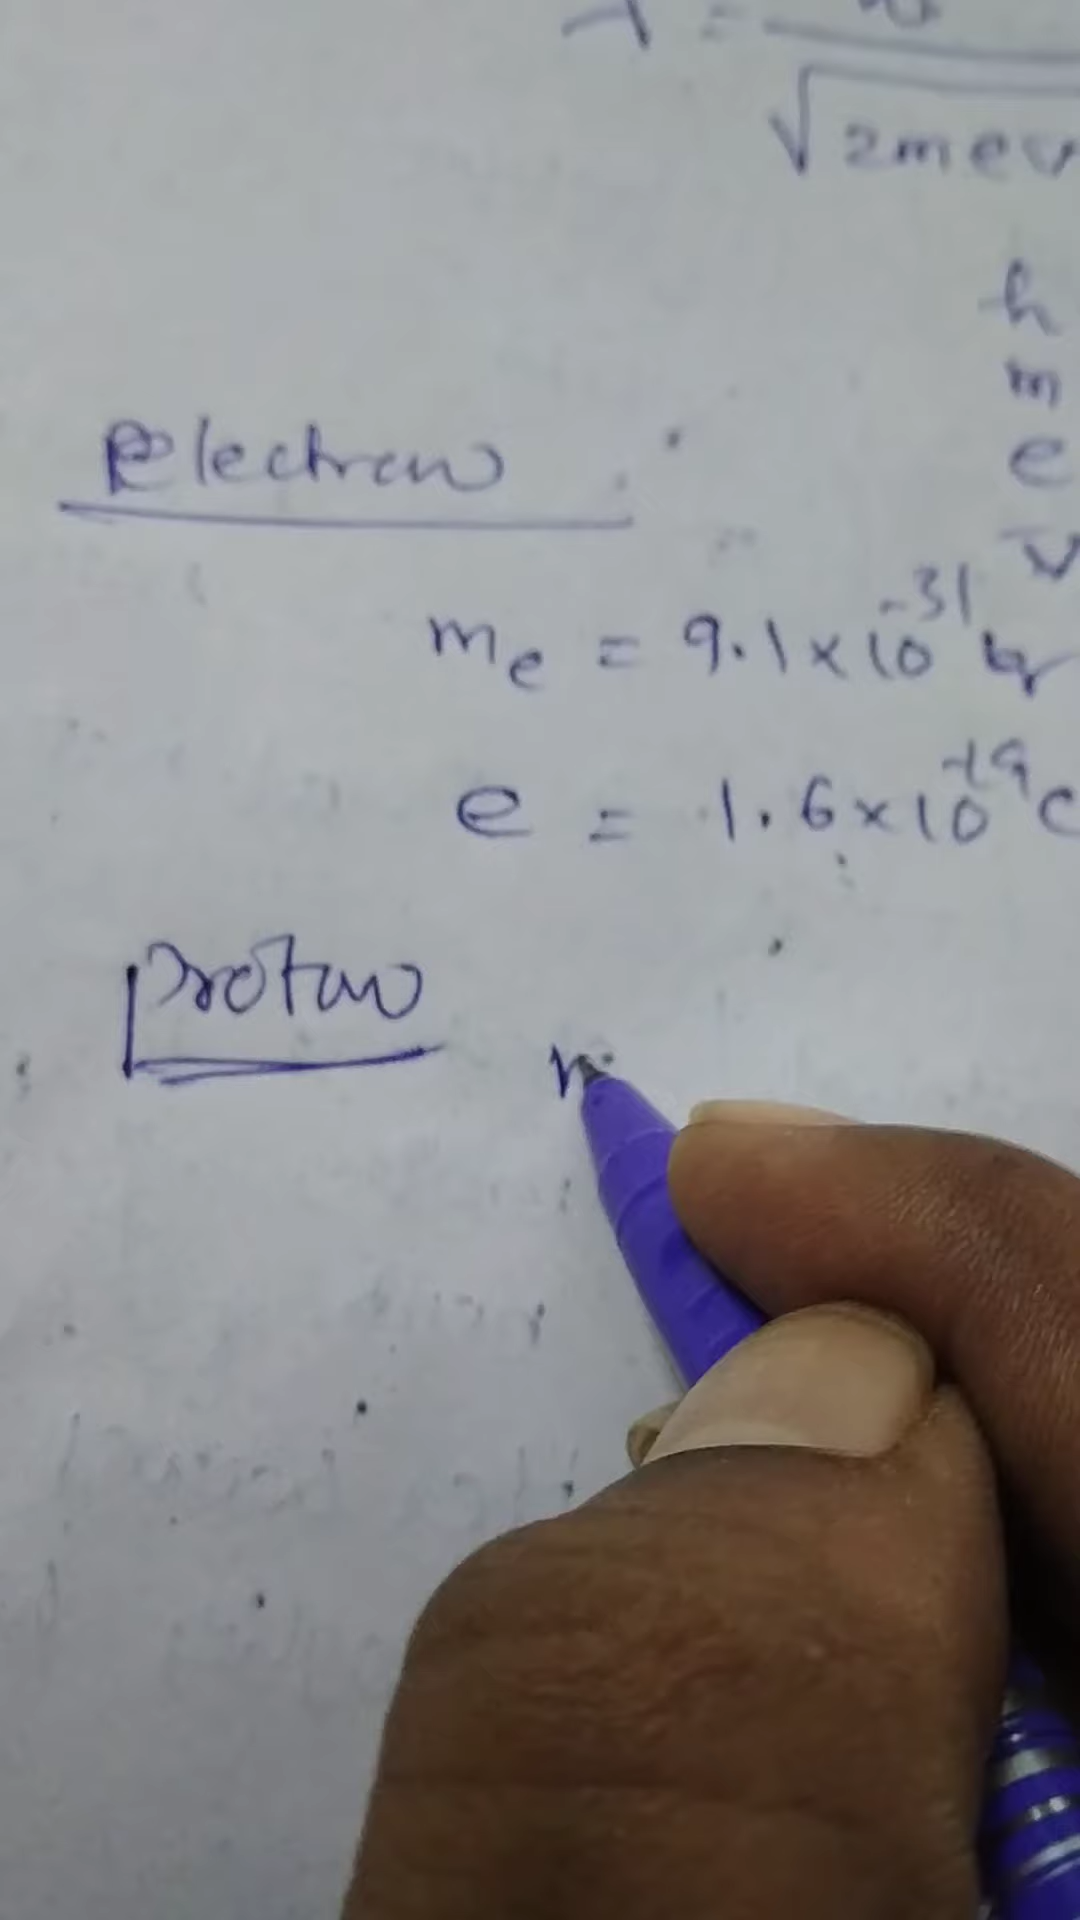 λ =
√2mev
h
m
e
v
electron
me = 9.1×10^-31 kg
e = 1.6×10^-19 c
proton